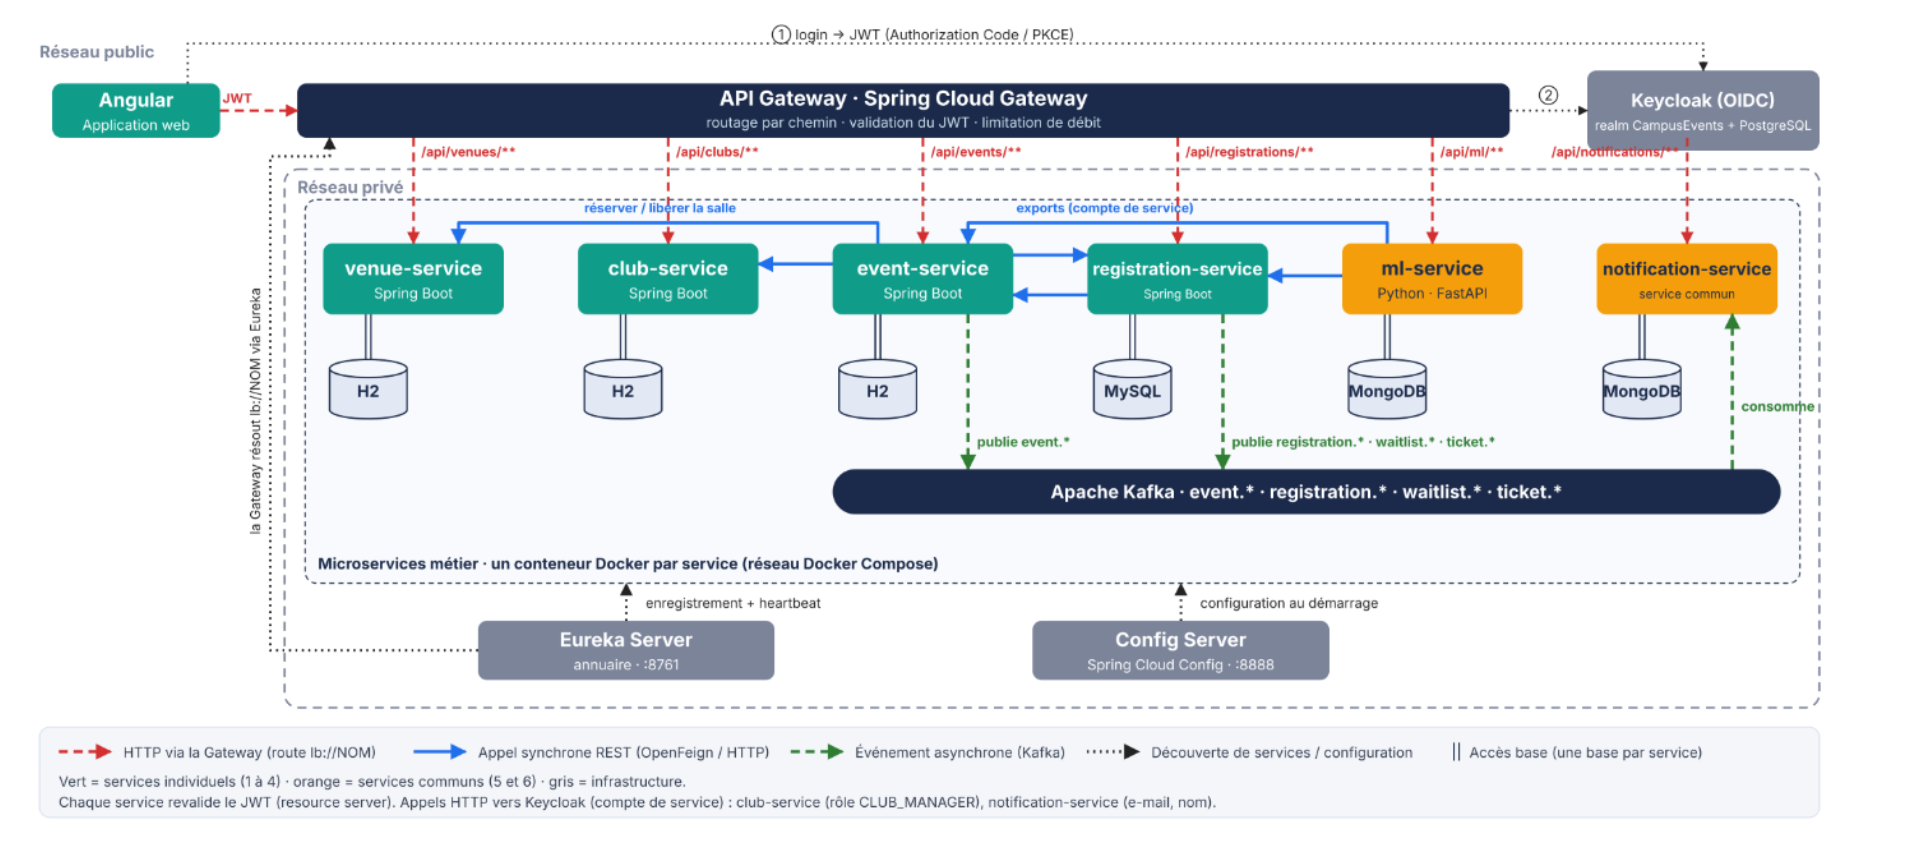 ① login → JWT (Authorization Code / PKCE)
Réseau public
Angular
Application web
JWT
API Gateway · Spring Cloud Gateway
routage par chemin · validation du JWT · limitation de débit
②
Keycloak (OIDC)
realm CampusEvents + PostgreSQL
/api/venues/**
/api/clubs/**
/api/events/**
/api/registrations/**
/api/ml/**
/api/notifications/**
Réseau privé
réserver / libérer la salle
exports (compte de service)
venue-service
Spring Boot
club-service
Spring Boot
event-service
Spring Boot
registration-service
Spring Boot
ml-service
Python · FastAPI
notification-service
service commun
la Gateway résout lb://NOM via Eureka
H2
H2
H2
MySQL
MongoDB
MongoDB
consomme
publie event.*
publie registration.* · waitlist.* · ticket.*
Apache Kafka · event.* · registration.* · waitlist.* · ticket.*
Microservices métier · un conteneur Docker par service (réseau Docker Compose)
enregistrement + heartbeat
configuration au démarrage
Eureka Server
annuaire · :8761
Config Server
Spring Cloud Config · :8888
HTTP via la Gateway (route lb://NOM)
Appel synchrone REST (OpenFeign / HTTP)
Événement asynchrone (Kafka)
Découverte de services / configuration
Accès base (une base par service)
Vert = services individuels (1 à 4) · orange = services communs (5 et 6) · gris = infrastructure.
Chaque service revalide le JWT (resource server). Appels HTTP vers Keycloak (compte de service) : club-service (rôle CLUB_MANAGER), notification-service (e-mail, nom).